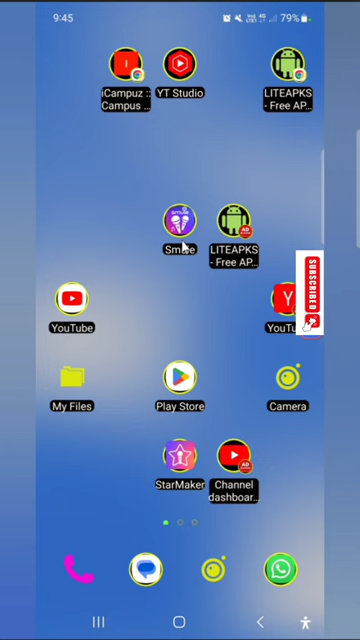 9:45
79%
iCampuz ::
Campus ...
YT Studio
LITEAPKS
- Free AP...
Smule
LITEAPKS
- Free AP...
SUBSCRIBED
YouTube
My Files
Play Store
Camera
StarMaker
Channel
dashboar...